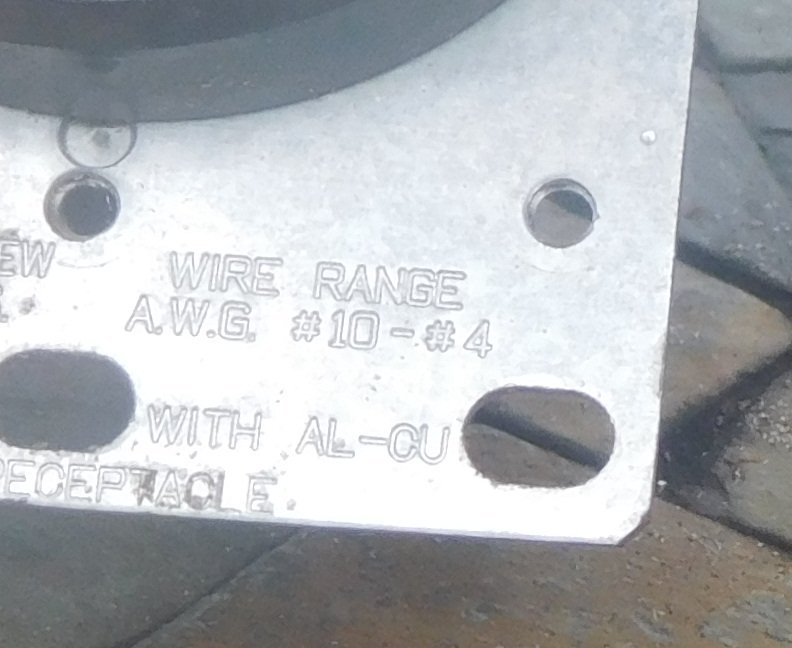 EW WIRE RANGE
A.W.G. #10-#4
WITH AL-CU
RECEPTACLE.